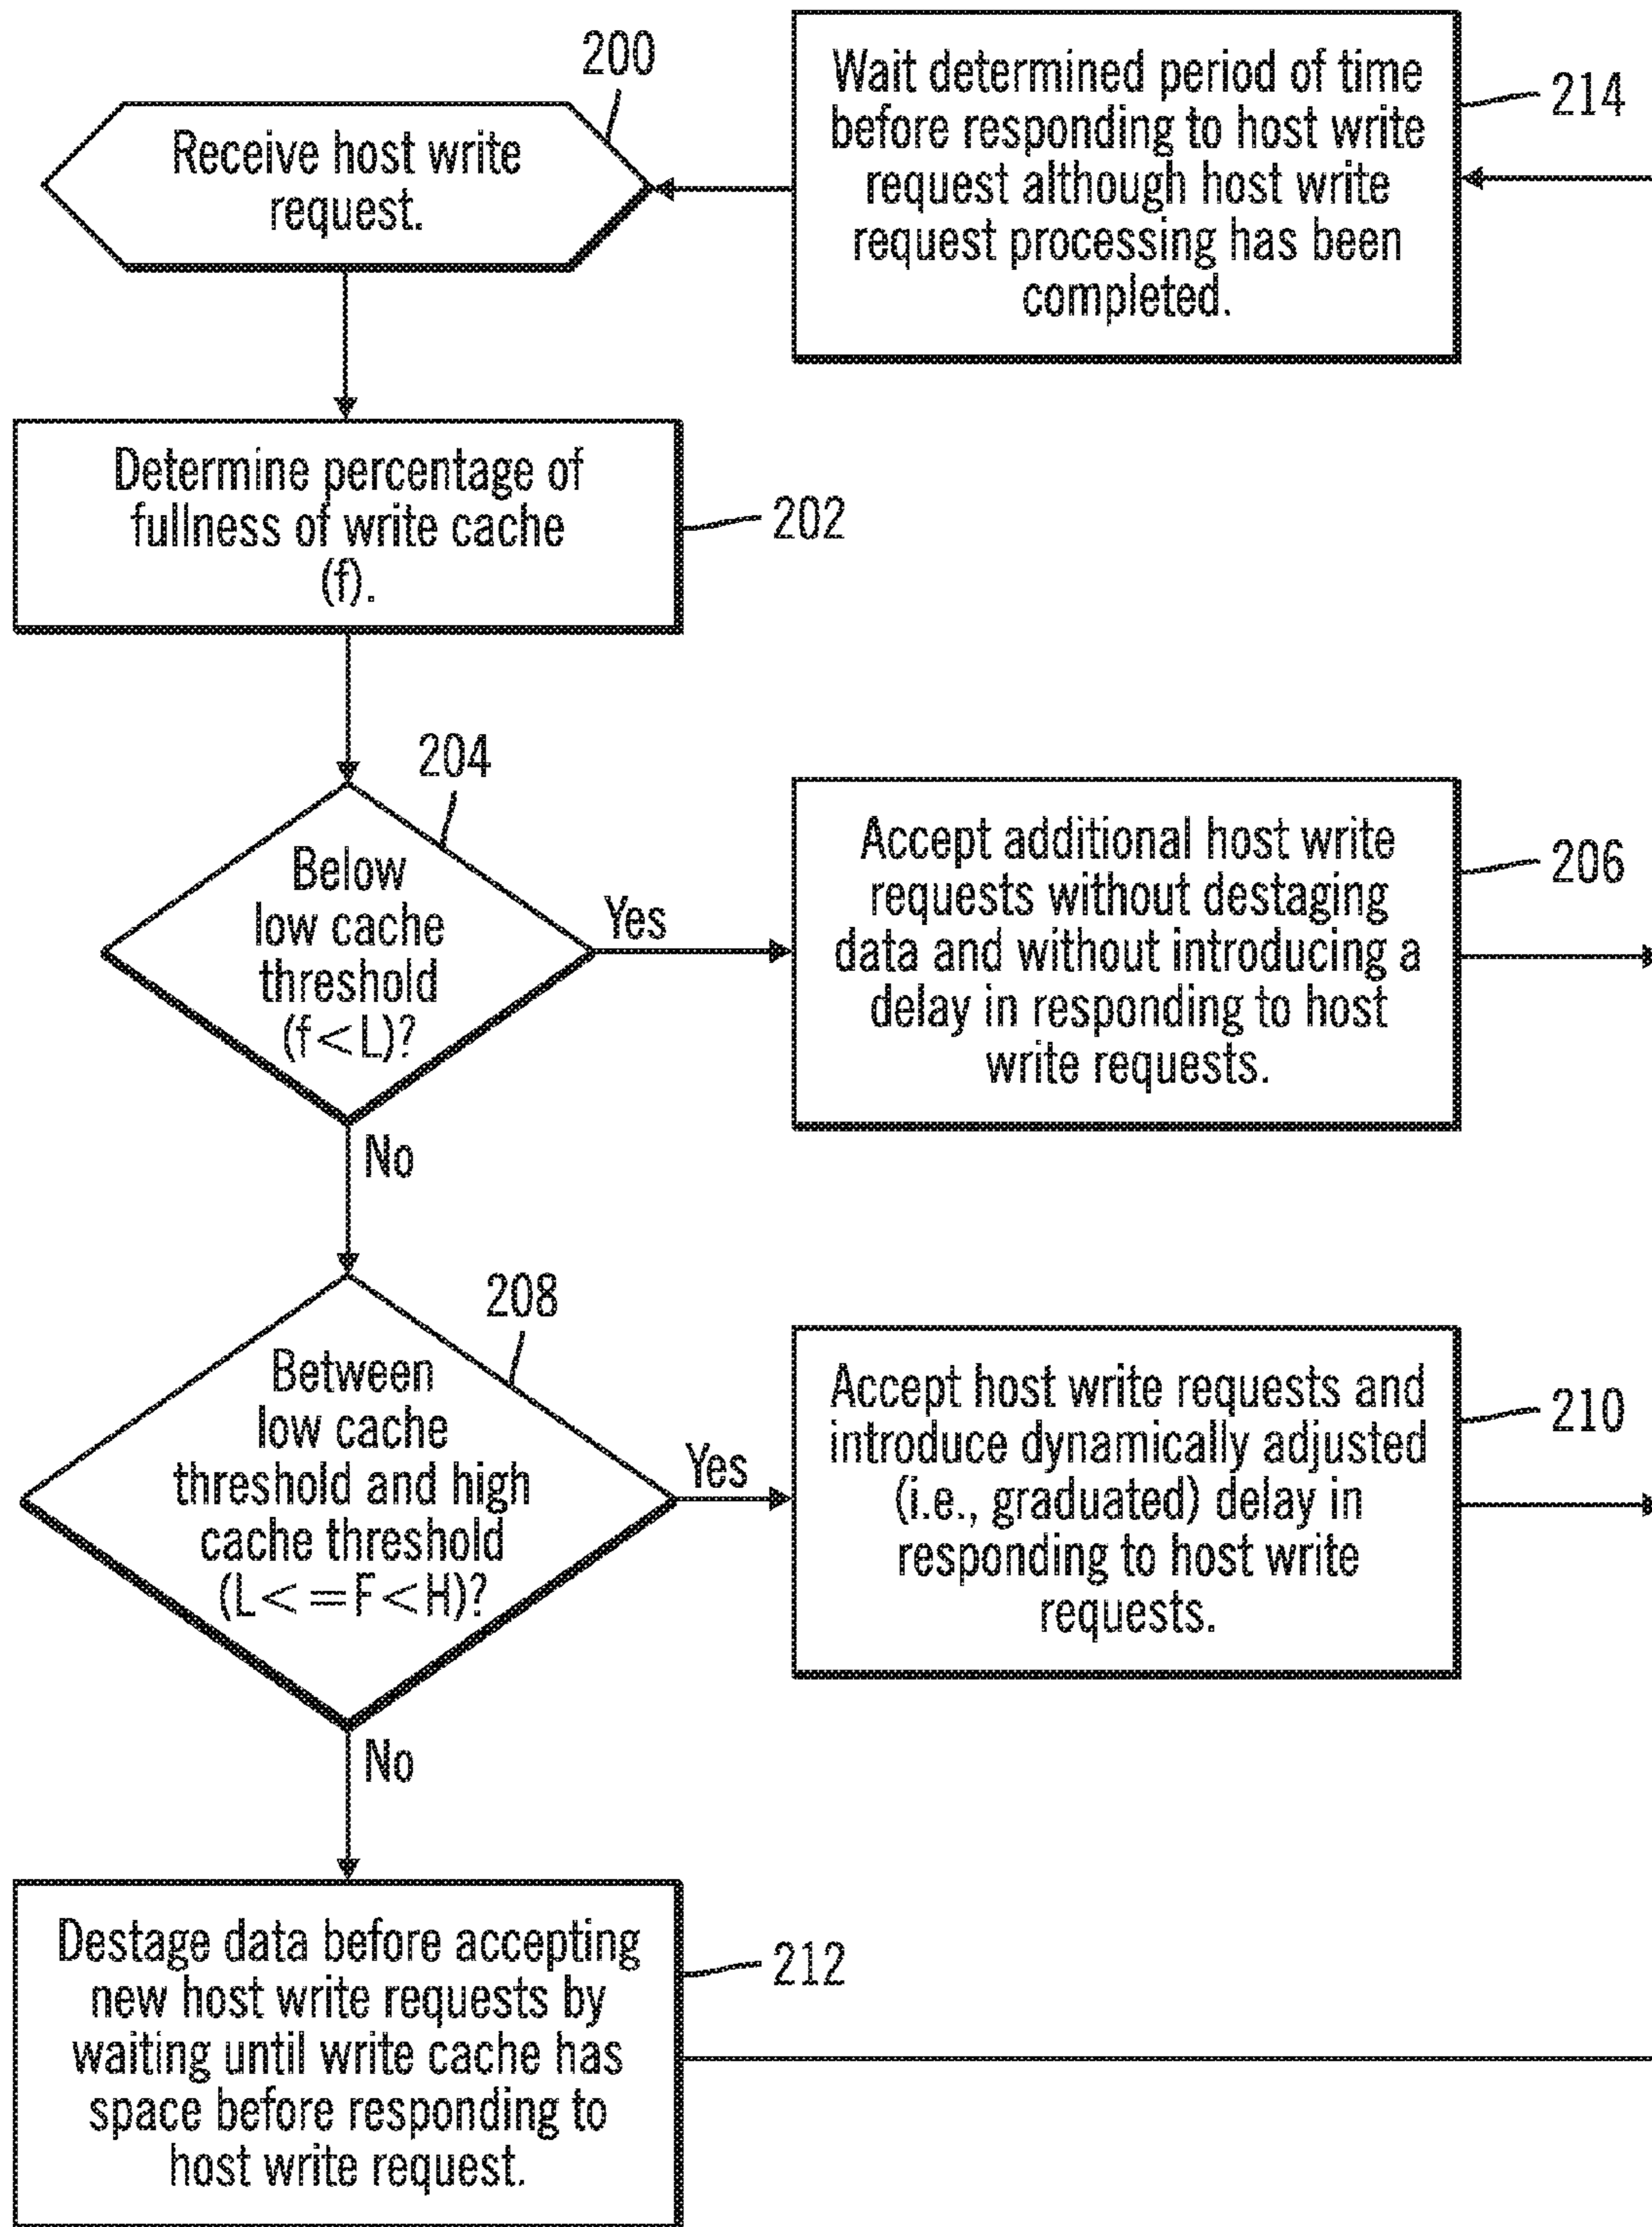 200
Receive host write
request.
Wait determined period of time
before responding to host write
request although host write
request processing has been
completed.
214
Determine percentage of
fullness of write cache
(f).
202
204
Below
low cache
threshold
(f<L)?
Yes
No
Accept additional host write
requests without destaging
data and without introducing a
delay in responding to host
write requests.
206
208
Between
low cache
threshold and high
cache threshold
(L<=F<H)?
Yes
No
Accept host write requests and
introduce dynamically adjusted
(i.e., graduated) delay in
responding to host write
requests.
210
Destage data before accepting
new host write requests by
waiting until write cache has
space before responding to
host write request.
212